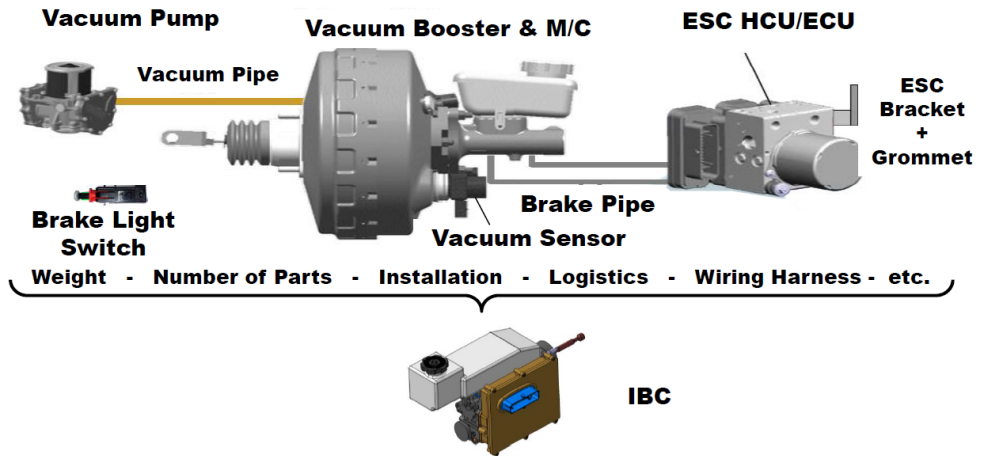 Vacuum Pump
Vacuum Booster & M/C
ESC HCU/ECU
Vacuum Pipe
ESC
Bracket
+
Grommet
Brake Pipe
Brake Light
Switch
Vacuum Sensor
Weight - Number of Parts - Installation - Logistics - Wiring Harness - etc.
IBC